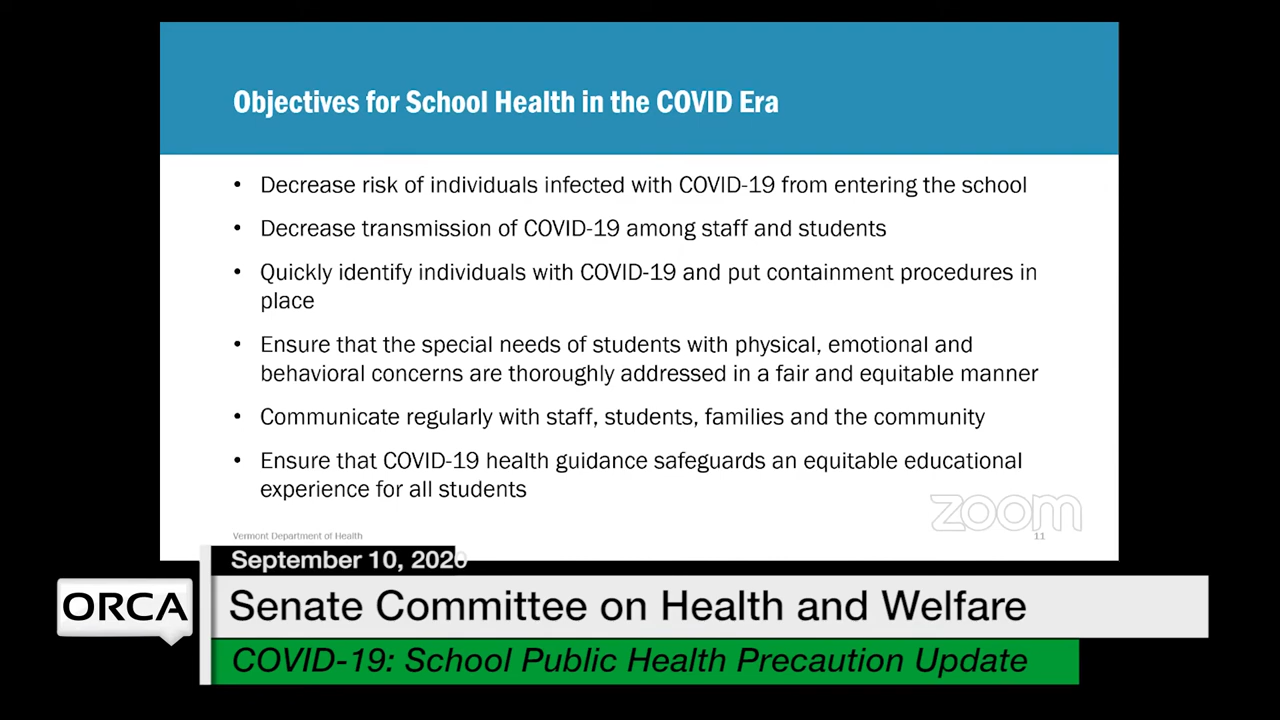 Objectives for School Health in the COVID Era
• Decrease risk of individuals infected with COVID-19 from entering the school
• Decrease transmission of COVID-19 among staff and students
• Quickly identify individuals with COVID-19 and put containment procedures in
place
• Ensure that the special needs of students with physical, emotional and
behavioral concerns are thoroughly addressed in a fair and equitable manner
• Communicate regularly with staff, students, families and the community
• Ensure that COVID-19 health guidance safeguards an equitable educational
experience for all students
zoom
Vermont Department of Health
11
September 10, 2020
ORCA
Senate Committee on Health and Welfare
COVID-19: School Public Health Precaution Update